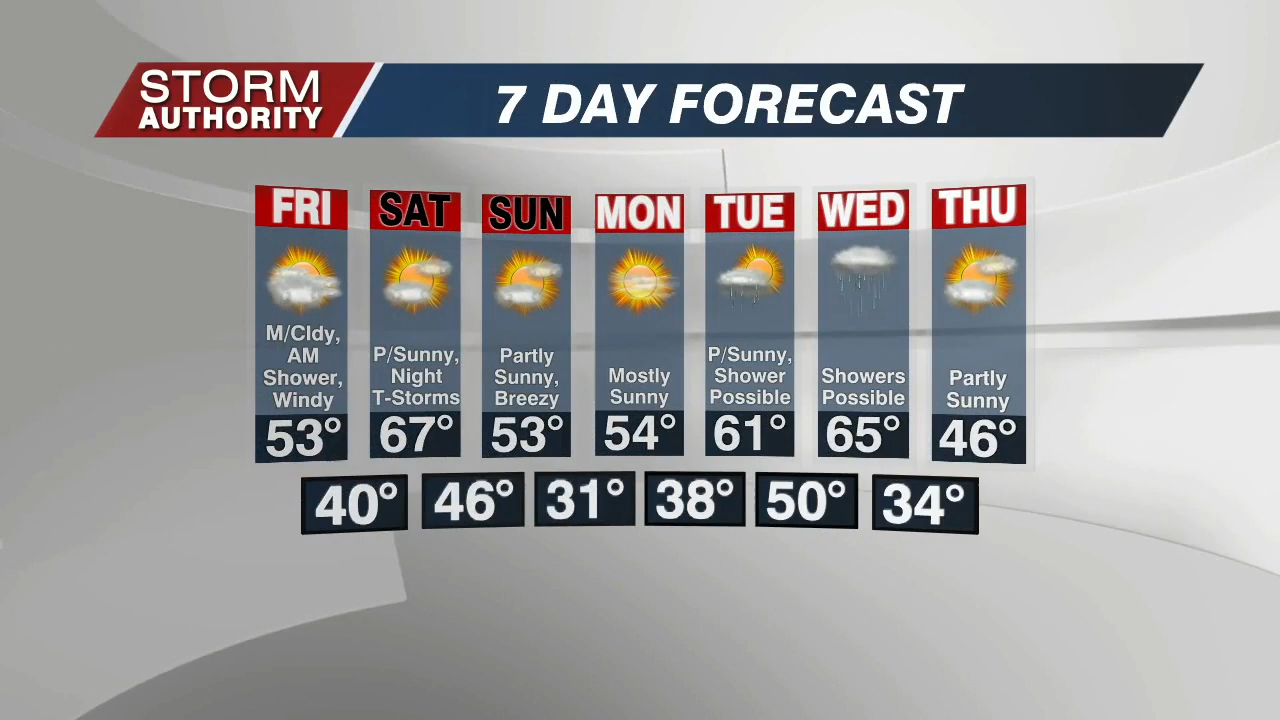 STORM
AUTHORITY
7 DAY FORECAST
FRI
M/Cldy,
AM
Shower,
Windy
53°
SAT
P/Sunny,
Night
T-Storms
67°
SUN
Partly
Sunny,
Breezy
53°
MON
Mostly
Sunny
54°
TUE
P/Sunny,
Shower
Possible
61°
WED
Showers
Possible
65°
THU
Partly
Sunny
46°
40°
46°
31°
38°
50°
34°